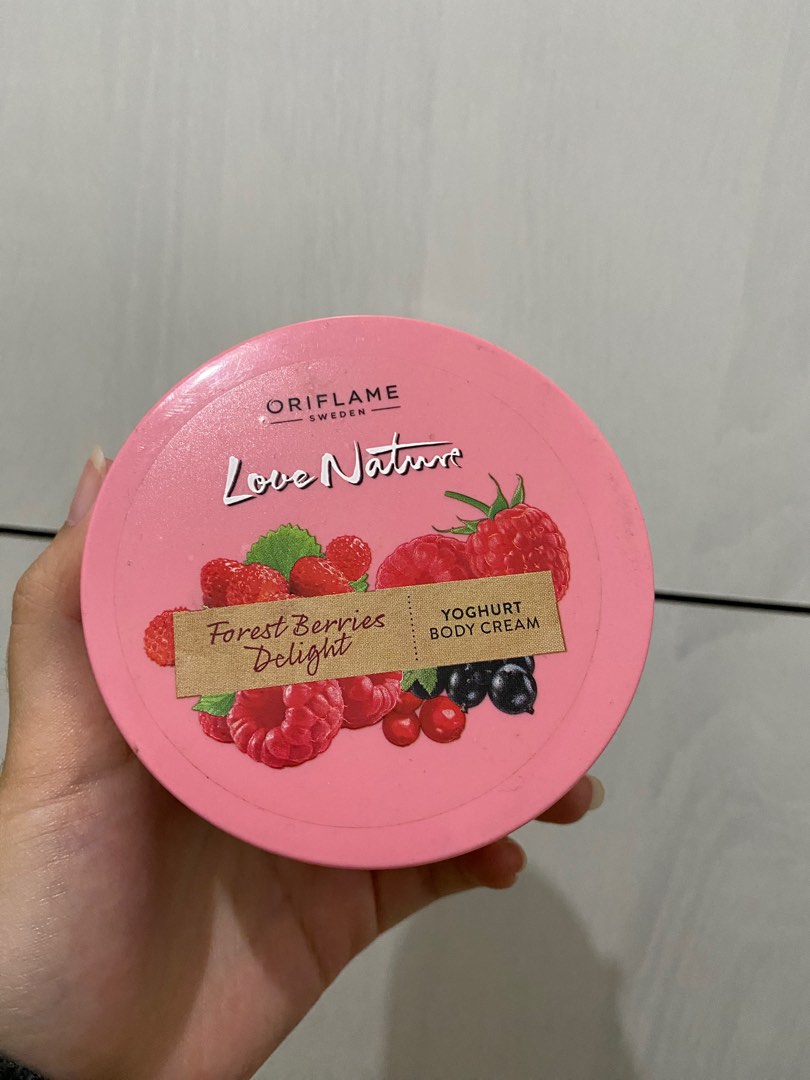 ORIFLAME
SWEDEN
Love Nature
Forest Berries
Delight
YOGHURT
BODY CREAM